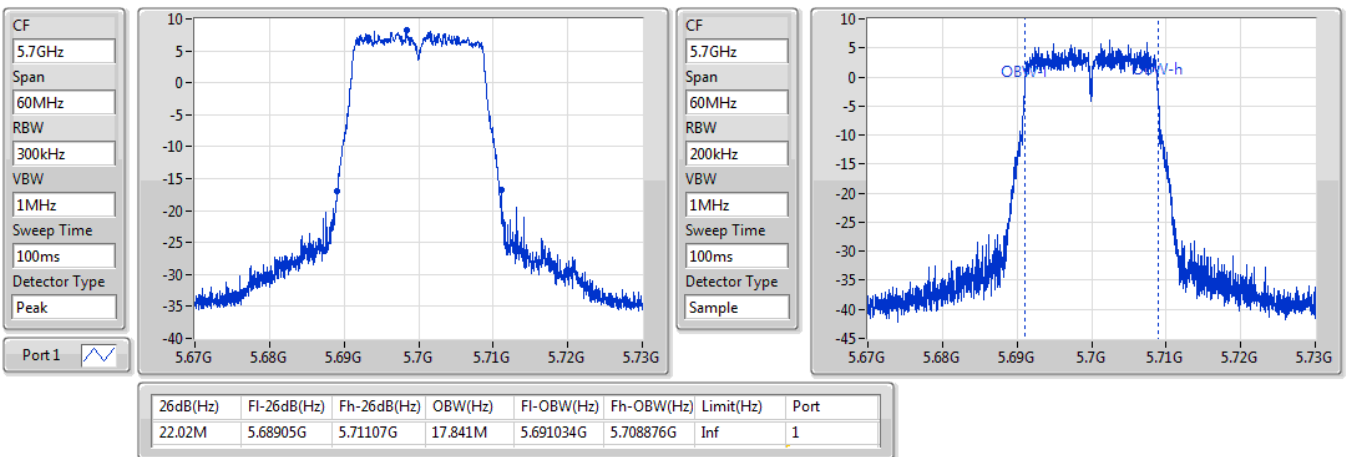 CF
5.7GHz
Span
60MHz
RBW
300kHz
VBW
1MHz
Sweep Time
100ms
Detector Type
Peak
Port 1
10
5
0
-5
-10
-15
-20
-25
-30
-35
-40
5.67G 5.68G 5.69G 5.7G 5.71G 5.72G 5.73G
CF
5.7GHz
Span
60MHz
RBW
200kHz
VBW
1MHz
Sweep Time
100ms
Detector Type
Sample
10
5
0
-5
-10
-15
-20
-25
-30
-35
-40
-45
OBW-l OBW-h
5.67G 5.68G 5.69G 5.7G 5.71G 5.72G 5.73G
26dB(Hz) Fl-26dB(Hz) Fh-26dB(Hz) OBW(Hz) Fl-OBW(Hz) Fh-OBW(Hz) Limit(Hz) Port
22.02M 5.68905G 5.71107G 17.841M 5.691034G 5.708876G Inf 1